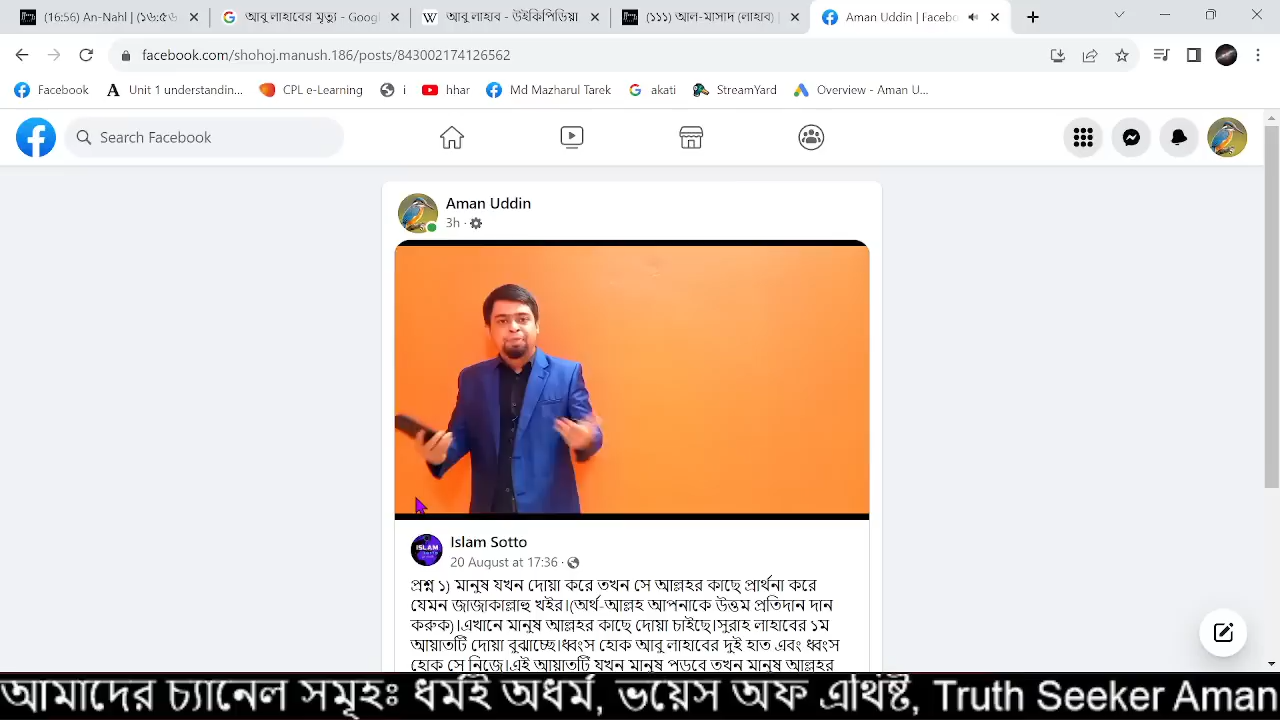 (16:56) An-Nahl | (১৬:৫৬
আবু লাহাবের মৃত্যু - Googl
আবু লাহাব - উইকিপিডিয়া
(১১১) আল-মাসাদ (লাহাব) |
Aman Uddin | Facebo
facebook.com/shohoj.manush.186/posts/843002174126562
Facebook
Unit 1 understandin...
CPL e-Learning
i
hhar
Md Mazharul Tarek
akati
StreamYard
Overview - Aman U...
Search Facebook
Aman Uddin
3h ·
Islam Sotto
20 August at 17:36 ·
প্রশ্ন ১) মানুষ যখন দোয়া করে তখন সে আল্লহর কাছে প্রার্থনা করে
যেমন জাজাকাল্লাহু খইর।(অর্থ-আল্লহ আপনাকে উত্তম প্রতিদান দান
করুক)।এখানে মানুষ আল্লহর কাছে দোয়া চাইছে।সুরাহ লাহাবের ১ম
আয়াতটি দোয়া বুঝাচ্ছে।ধ্বংস হোক আবু লাহাবের দুই হাত এবং ধ্বংস
হোক সে নিজে।এই আয়াতটি যখন মানুষ পড়বে তখন মানুষ আল্লহর
আমাদের চ্যানেল সমূহঃ ধর্মই অধর্ম, ভয়েস অফ এথিষ্ট, Truth Seeker Aman